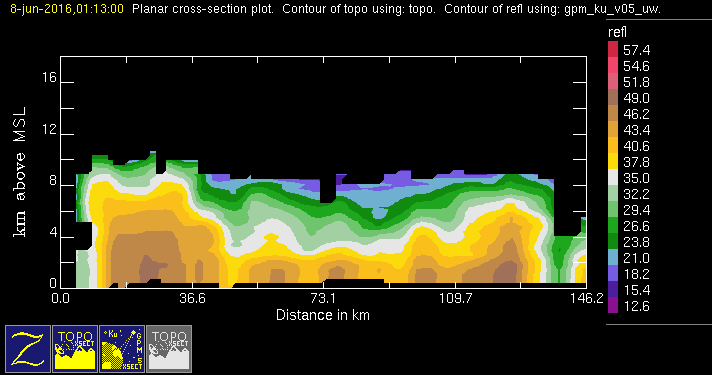 8-jun-2016,01:13:00 Planar cross-section plot. Contour of topo using: topo. Contour of refl using: gpm_ku_v05_uw.
refl
57.4
54.6
51.8
49.0
46.2
43.4
40.6
37.8
35.0
32.2
29.4
26.6
23.8
21.0
18.2
15.4
12.6
km above MSL
16
12
8
4
0
0.0 36.6 73.1 109.7 146.2
Distance in km
Z
TOPO
XSECT
"Ku"
GPM
XSECT
TOPO
XSECT